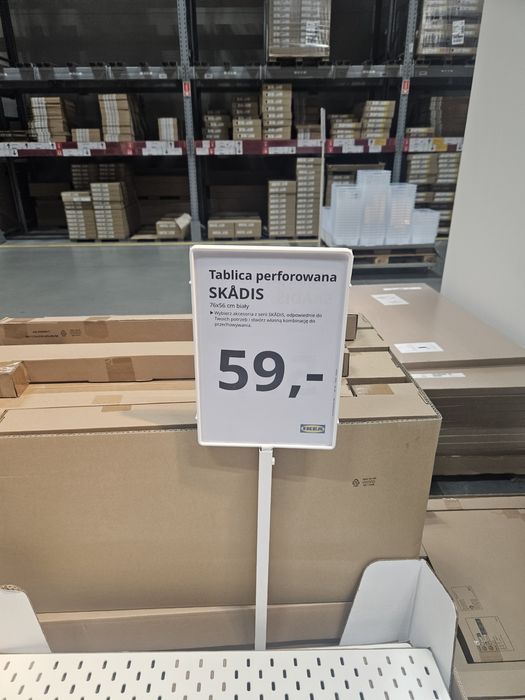 Tablica perforowana
SKÅDIS
76x56 cm biały
▶ Wybierz akcesoria z serii SKÅDIS, odpowiednie do
Twoich potrzeb i stwórz własną kombinację do
przechowywania.
59,-
IKEA